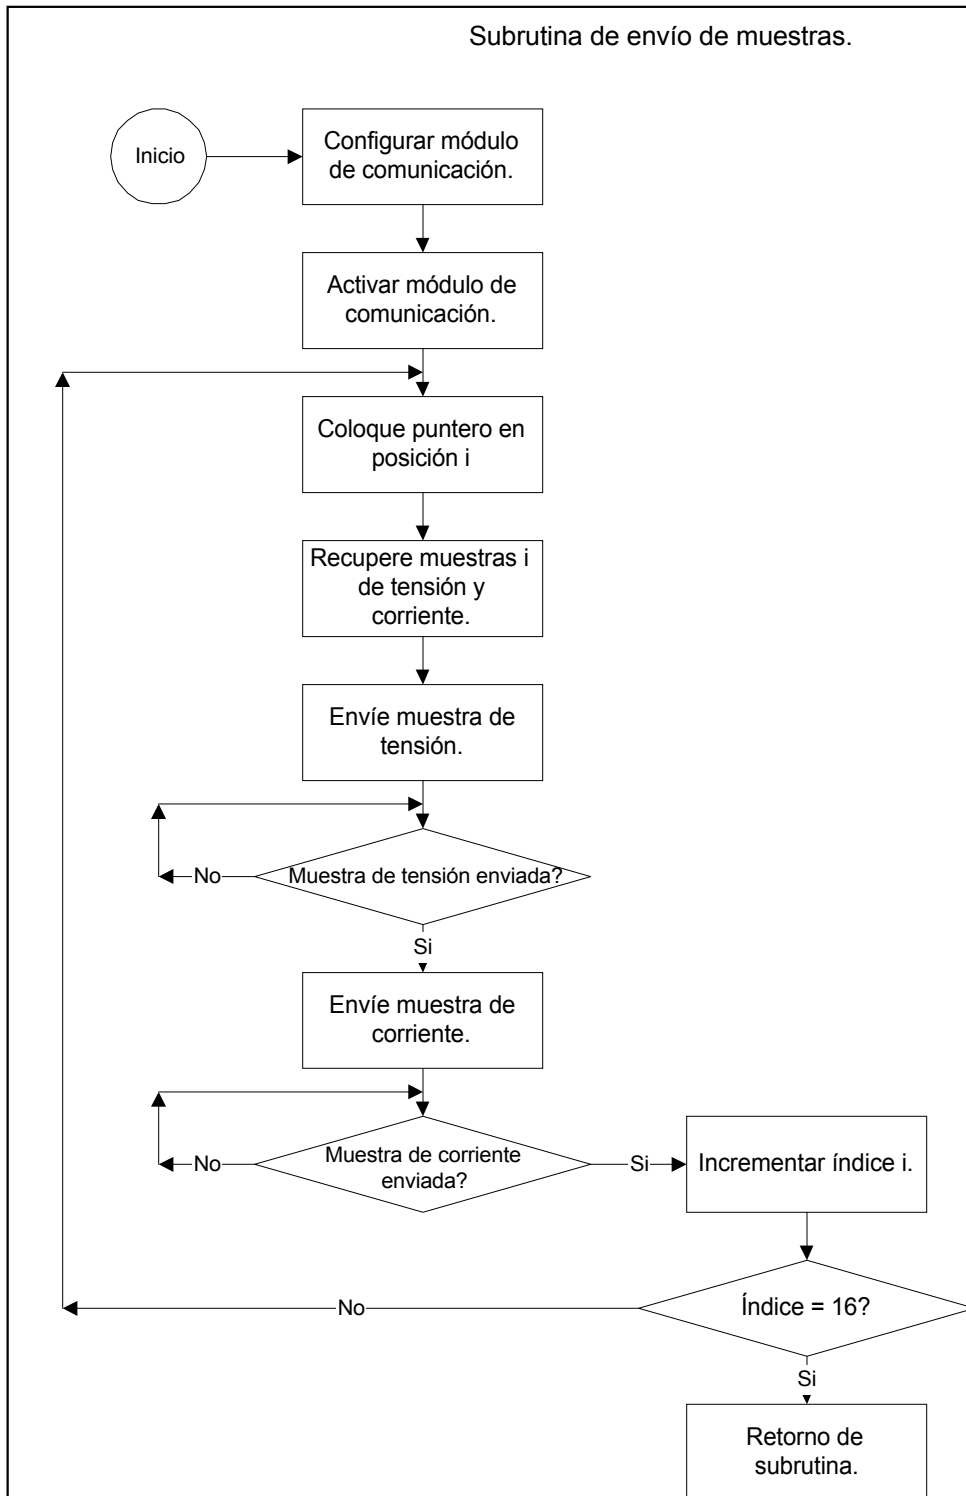 Subrutina de envío de muestras.
Inicio
Configurar módulo
de comunicación.
Activar módulo de
comunicación.
Coloque puntero en
posición i
Recupere muestras i
de tensión y
corriente.
Envíe muestra de
tensión.
Muestra de tensión enviada?
No
Si
Envíe muestra de
corriente.
Muestra de corriente
enviada?
No
Si
Incrementar índice i.
Índice = 16?
No
Si
Retorno de
subrutina.